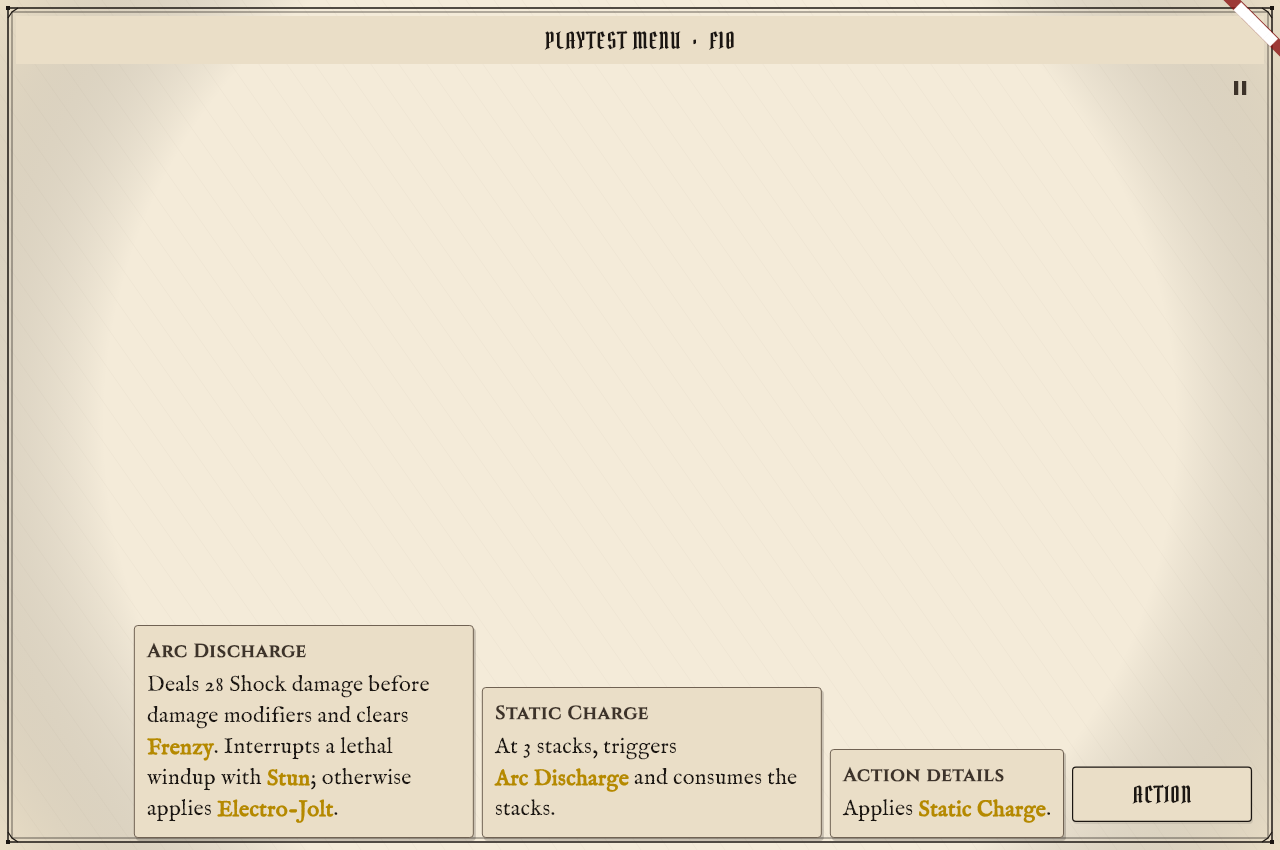 PLAYTEST MENU · F10
ARC DISCHARGE
Deals 28 Shock damage before
damage modifiers and clears
Frenzy. Interrupts a lethal
windup with Stun; otherwise
applies Electro-Jolt.
STATIC CHARGE
At 3 stacks, triggers
Arc Discharge and consumes the
stacks.
ACTION DETAILS
Applies Static Charge.
ACTION